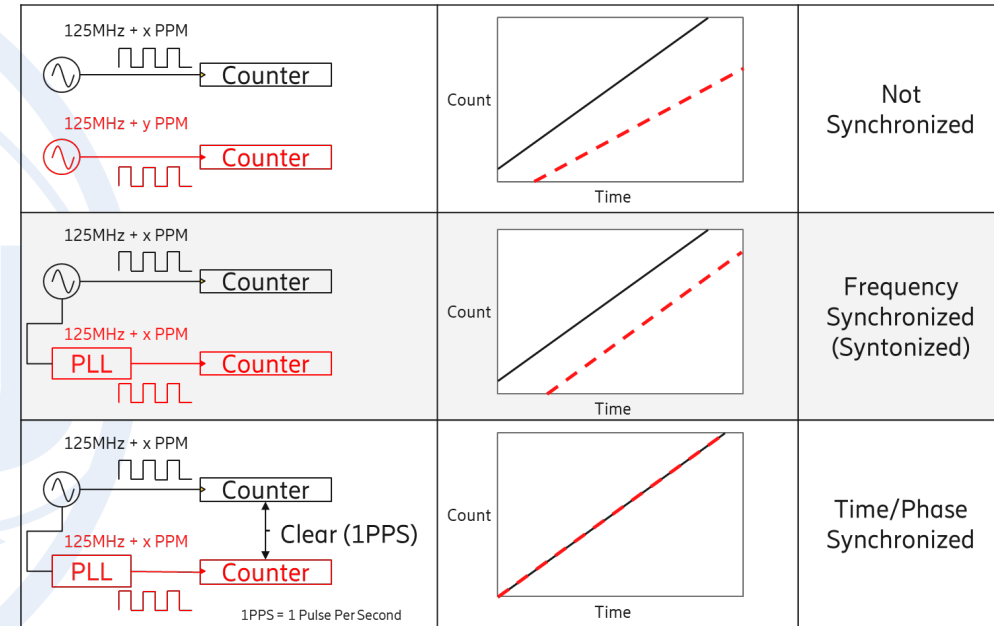 125MHz + x PPM
Counter
125MHz + y PPM
Counter
Count
Time
Not
Synchronized
125MHz + x PPM
Counter
125MHz + x PPM
PLL
Counter
Count
Time
Frequency
Synchronized
(Syntonized)
125MHz + x PPM
Counter
Clear (1PPS)
125MHz + x PPM
PLL
Counter
1PPS = 1 Pulse Per Second
Count
Time
Time/Phase
Synchronized